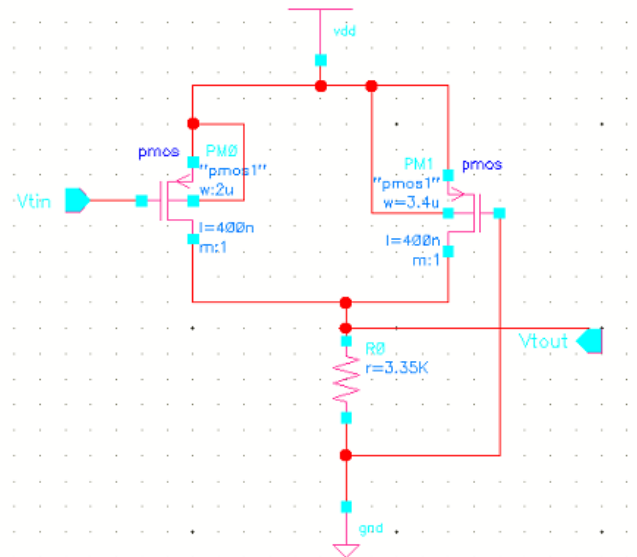 vdd
pmos
PM0
"pmos1"
w:2u
l=400n
m:1
Vtin
PM1
pmos
"pmos1"
w=3.4u
l=400n
m:1
R0
r=3.35K
Vtout
gnd